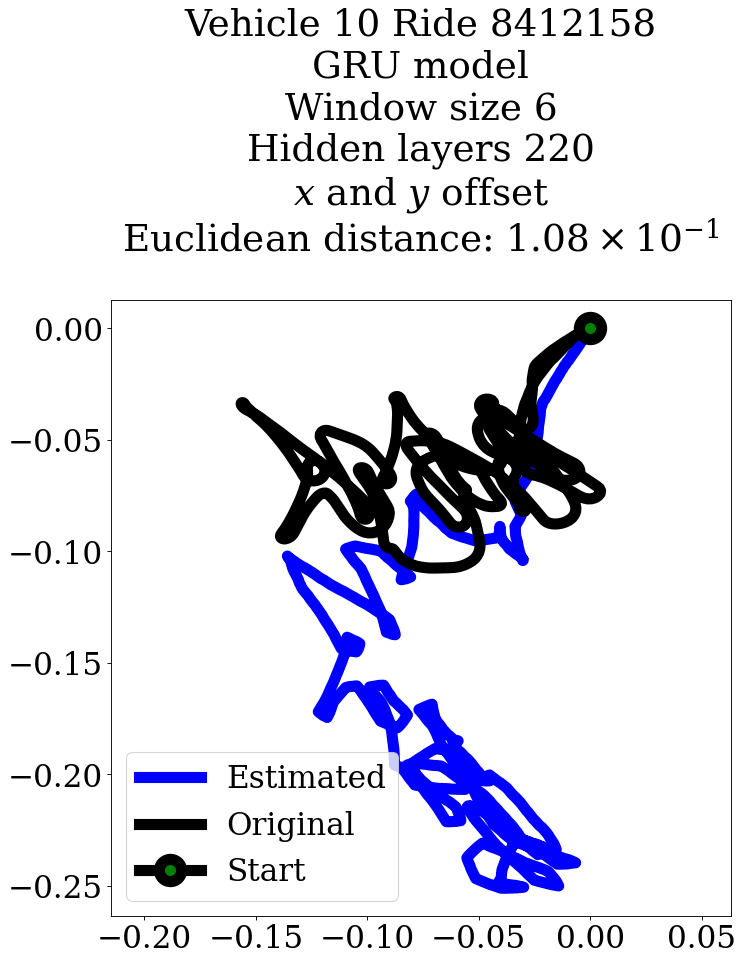 Vehicle 10 Ride 8412158
GRU model
Window size 6
Hidden layers 220
x and y offset
Euclidean distance: 1.08 × 10⁻¹
0.00
−0.05
−0.10
−0.15
−0.20
−0.25
Estimated
Original
Start
−0.20 −0.15 −0.10 −0.05 0.00 0.05